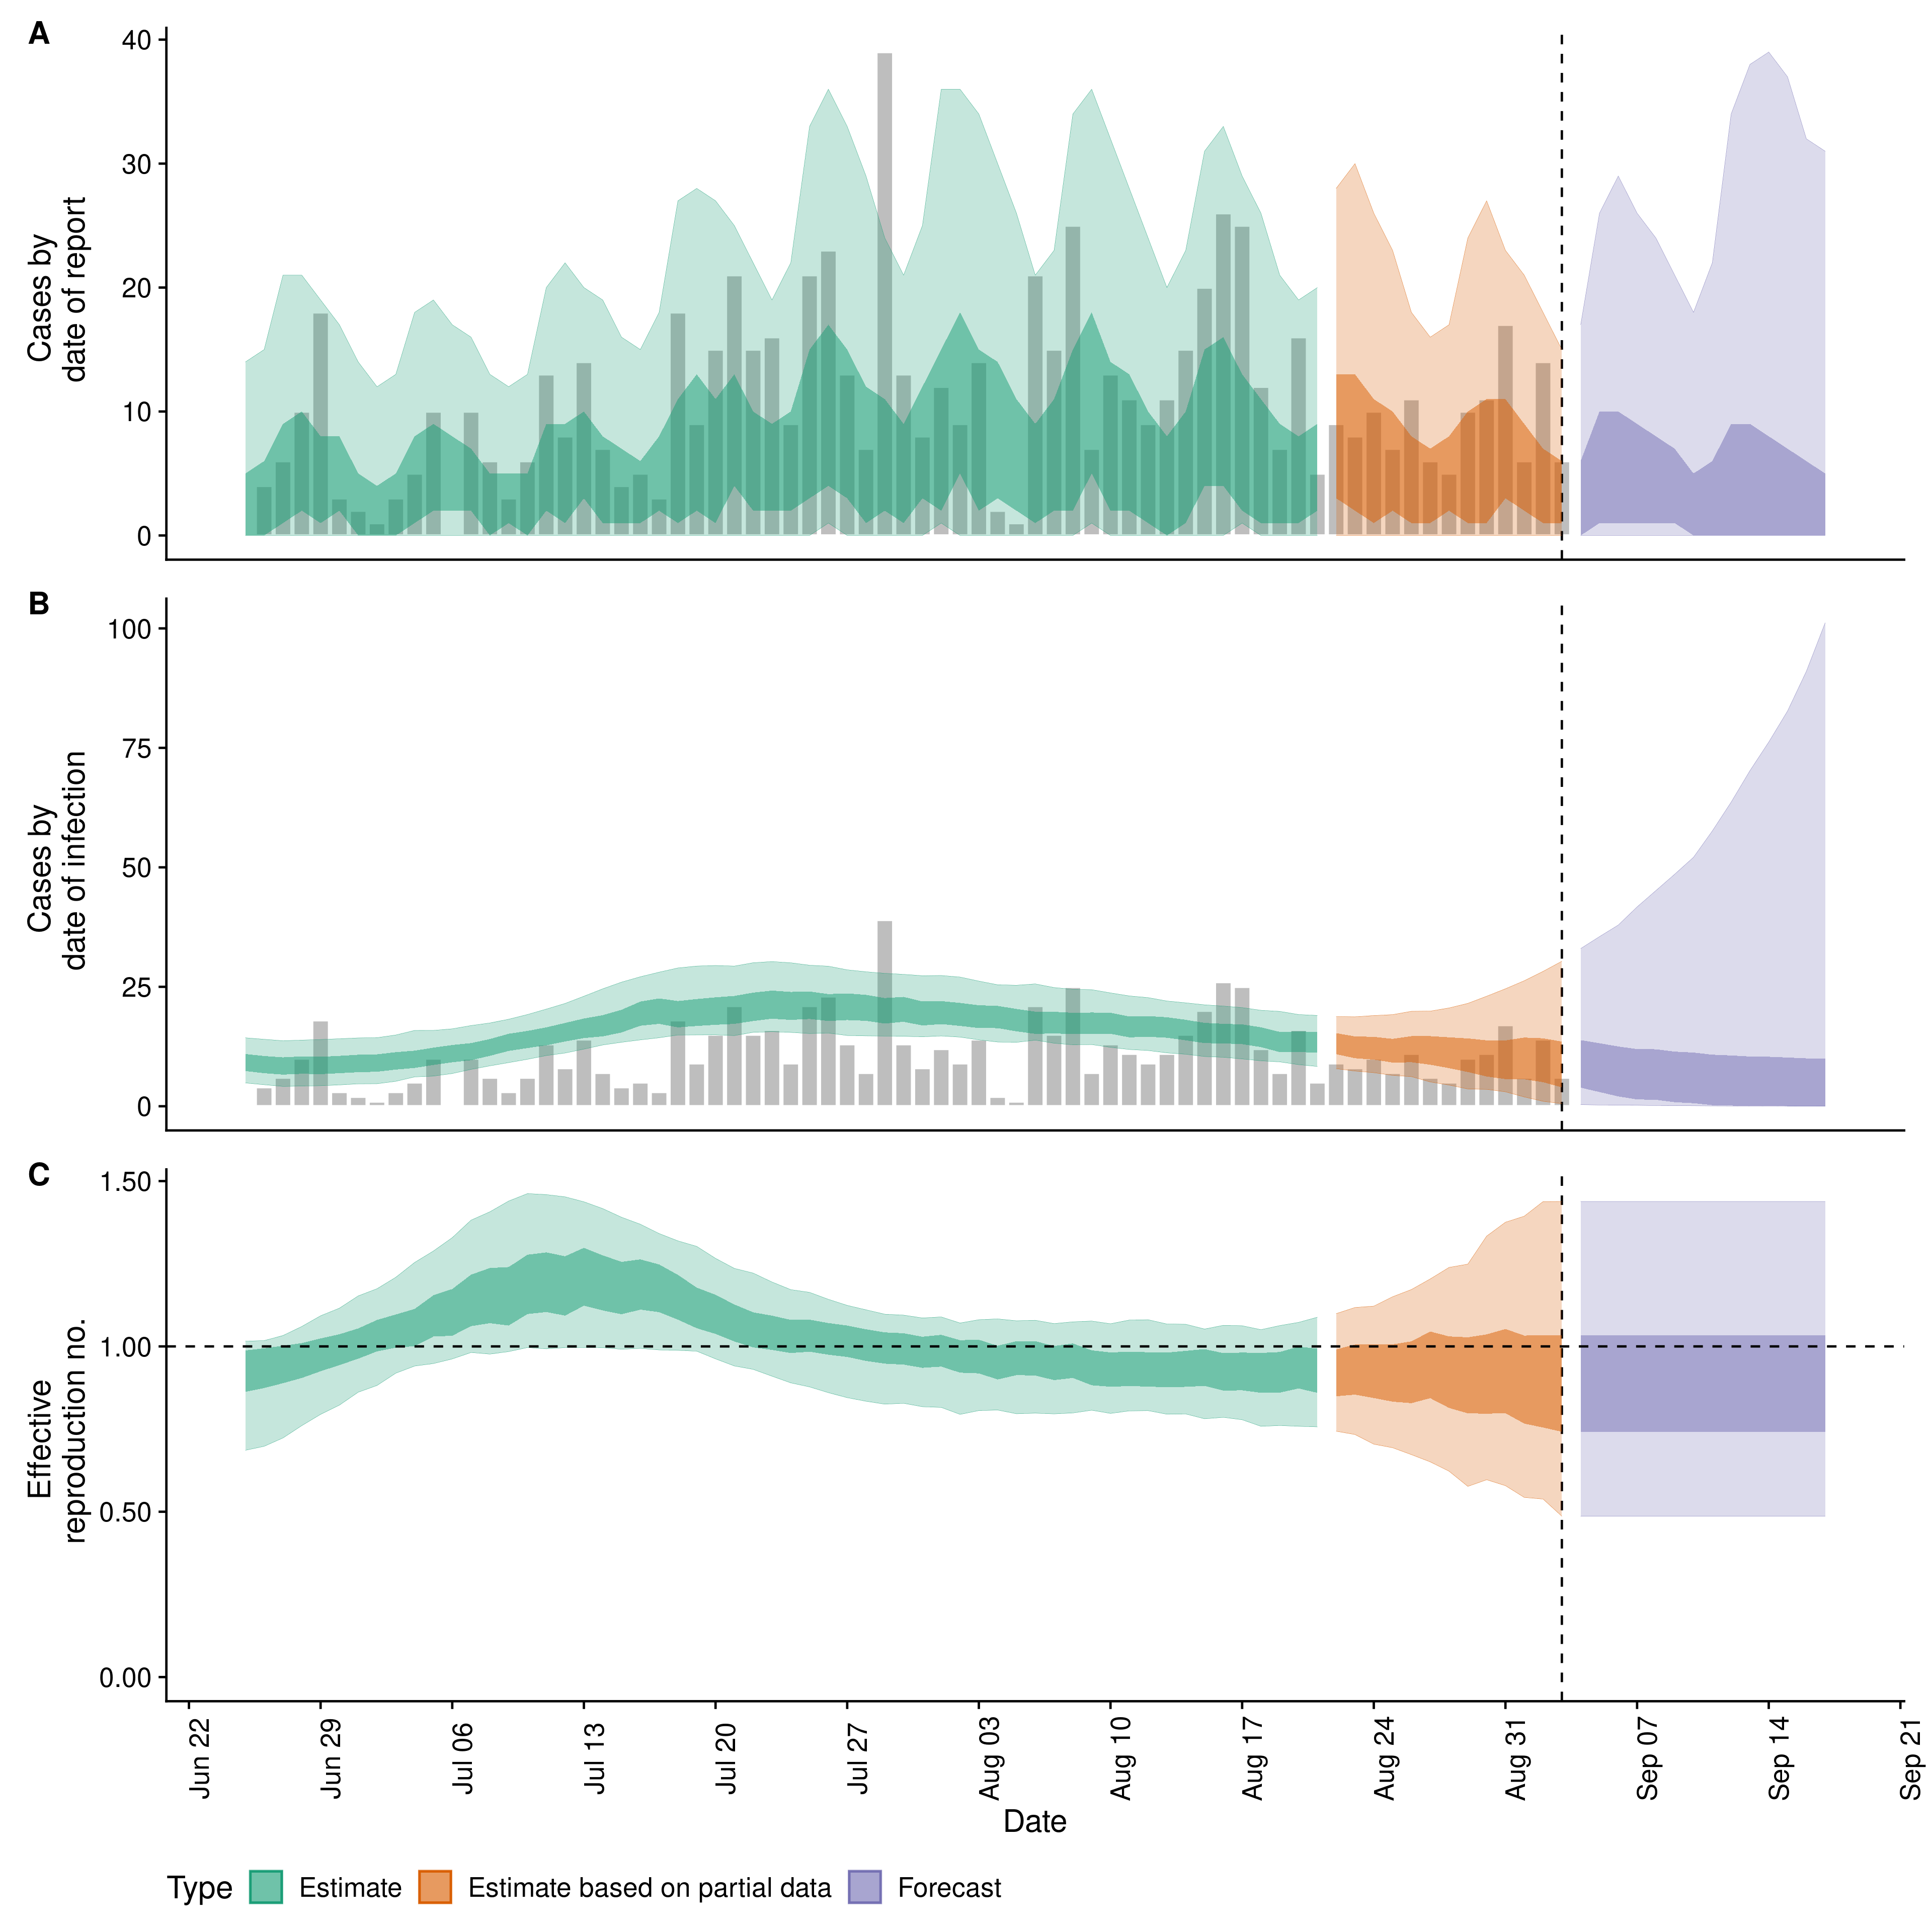 A
40
30
20
10
0
Cases by
date of report
B
100
75
50
25
0
Cases by
date of infection
C
1.50
1.00
0.50
0.00
Effective
reproduction no.
Jun 22
Jun 29
Jul 06
Jul 13
Jul 20
Jul 27
Aug 03
Aug 10
Aug 17
Aug 24
Aug 31
Sep 07
Sep 14
Sep 21
Date
Type Estimate Estimate based on partial data Forecast